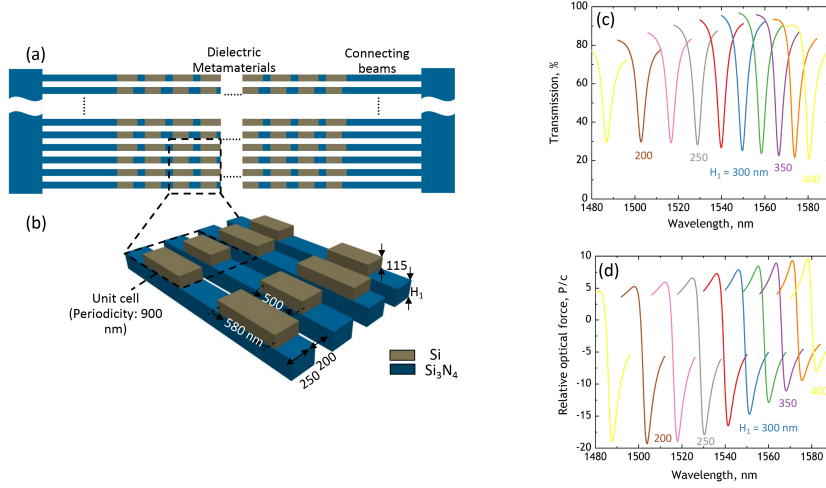 (a)
Dielectric
Metamaterials
Connecting
beams
(b)
115
H₁
Unit cell
(Periodicity: 900
nm)
500
580 nm
200
250
Si
Si₃N₄
(c)
Transmission, %
100
80
60
40
20
0
200
250
H₁ = 300 nm
350
400
1480
1500
1520
1540
1560
1580
Wavelength, nm
(d)
Relative optical force, P/c
10
5
0
-5
-10
-15
-20
200
250
H₁ = 300 nm
350
400
1480
1500
1520
1540
1560
1580
Wavelength, nm